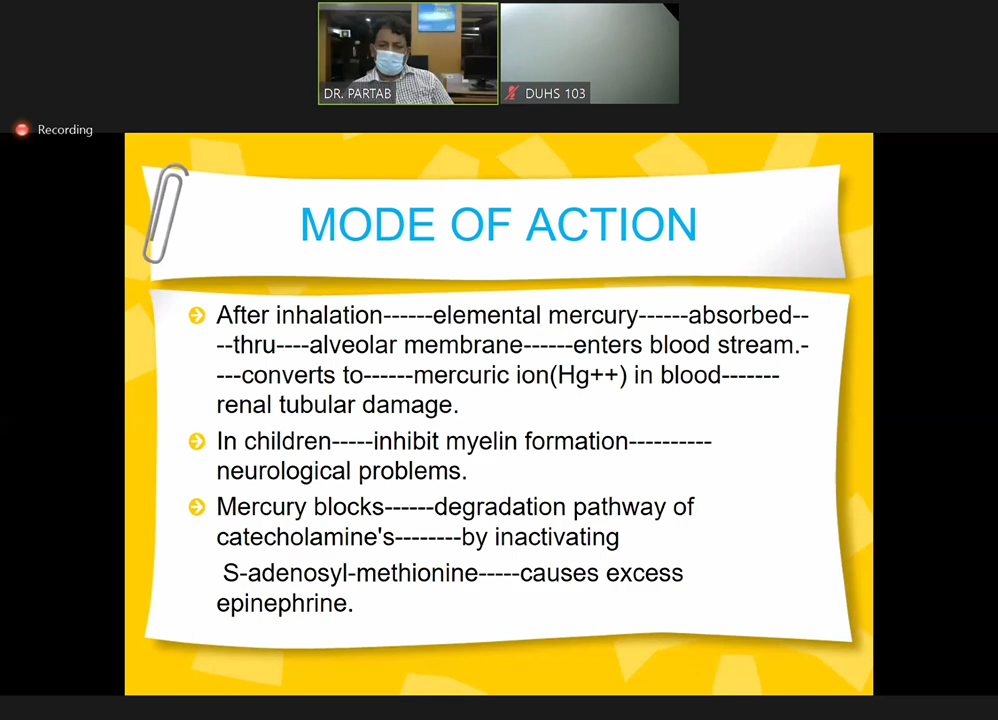 DR. PARTAB
DUHS 103
Recording
MODE OF ACTION
After inhalation------elemental mercury------absorbed--
--thru----alveolar membrane------enters blood stream.-
---converts to------mercuric ion(Hg++) in blood-------
renal tubular damage.
In children-----inhibit myelin formation----------
neurological problems.
Mercury blocks------degradation pathway of
catecholamine's--------by inactivating
S-adenosyl-methionine-----causes excess
epinephrine.